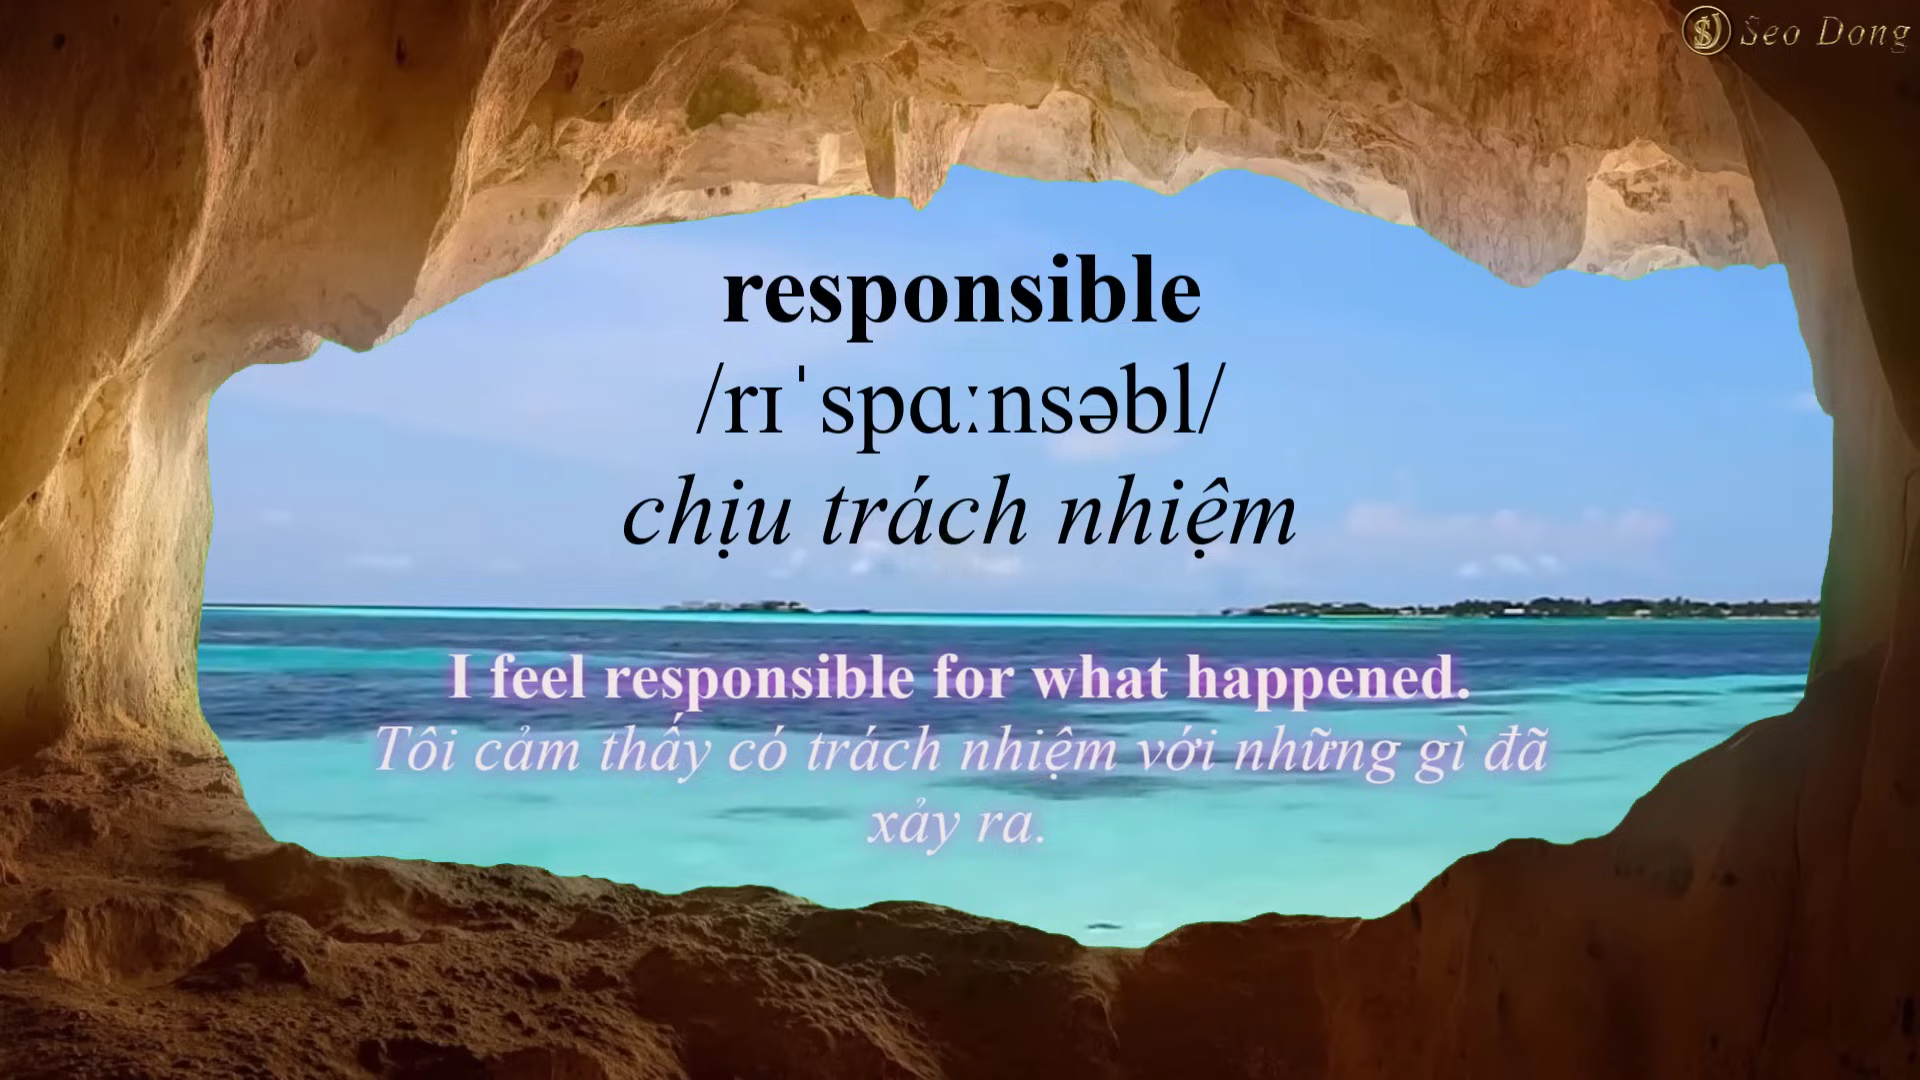 Seo Dong
responsible
/rɪˈspɑːnsəbl/
chịu trách nhiệm
I feel responsible for what happened.
Tôi cảm thấy có trách nhiệm với những gì đã
xảy ra.